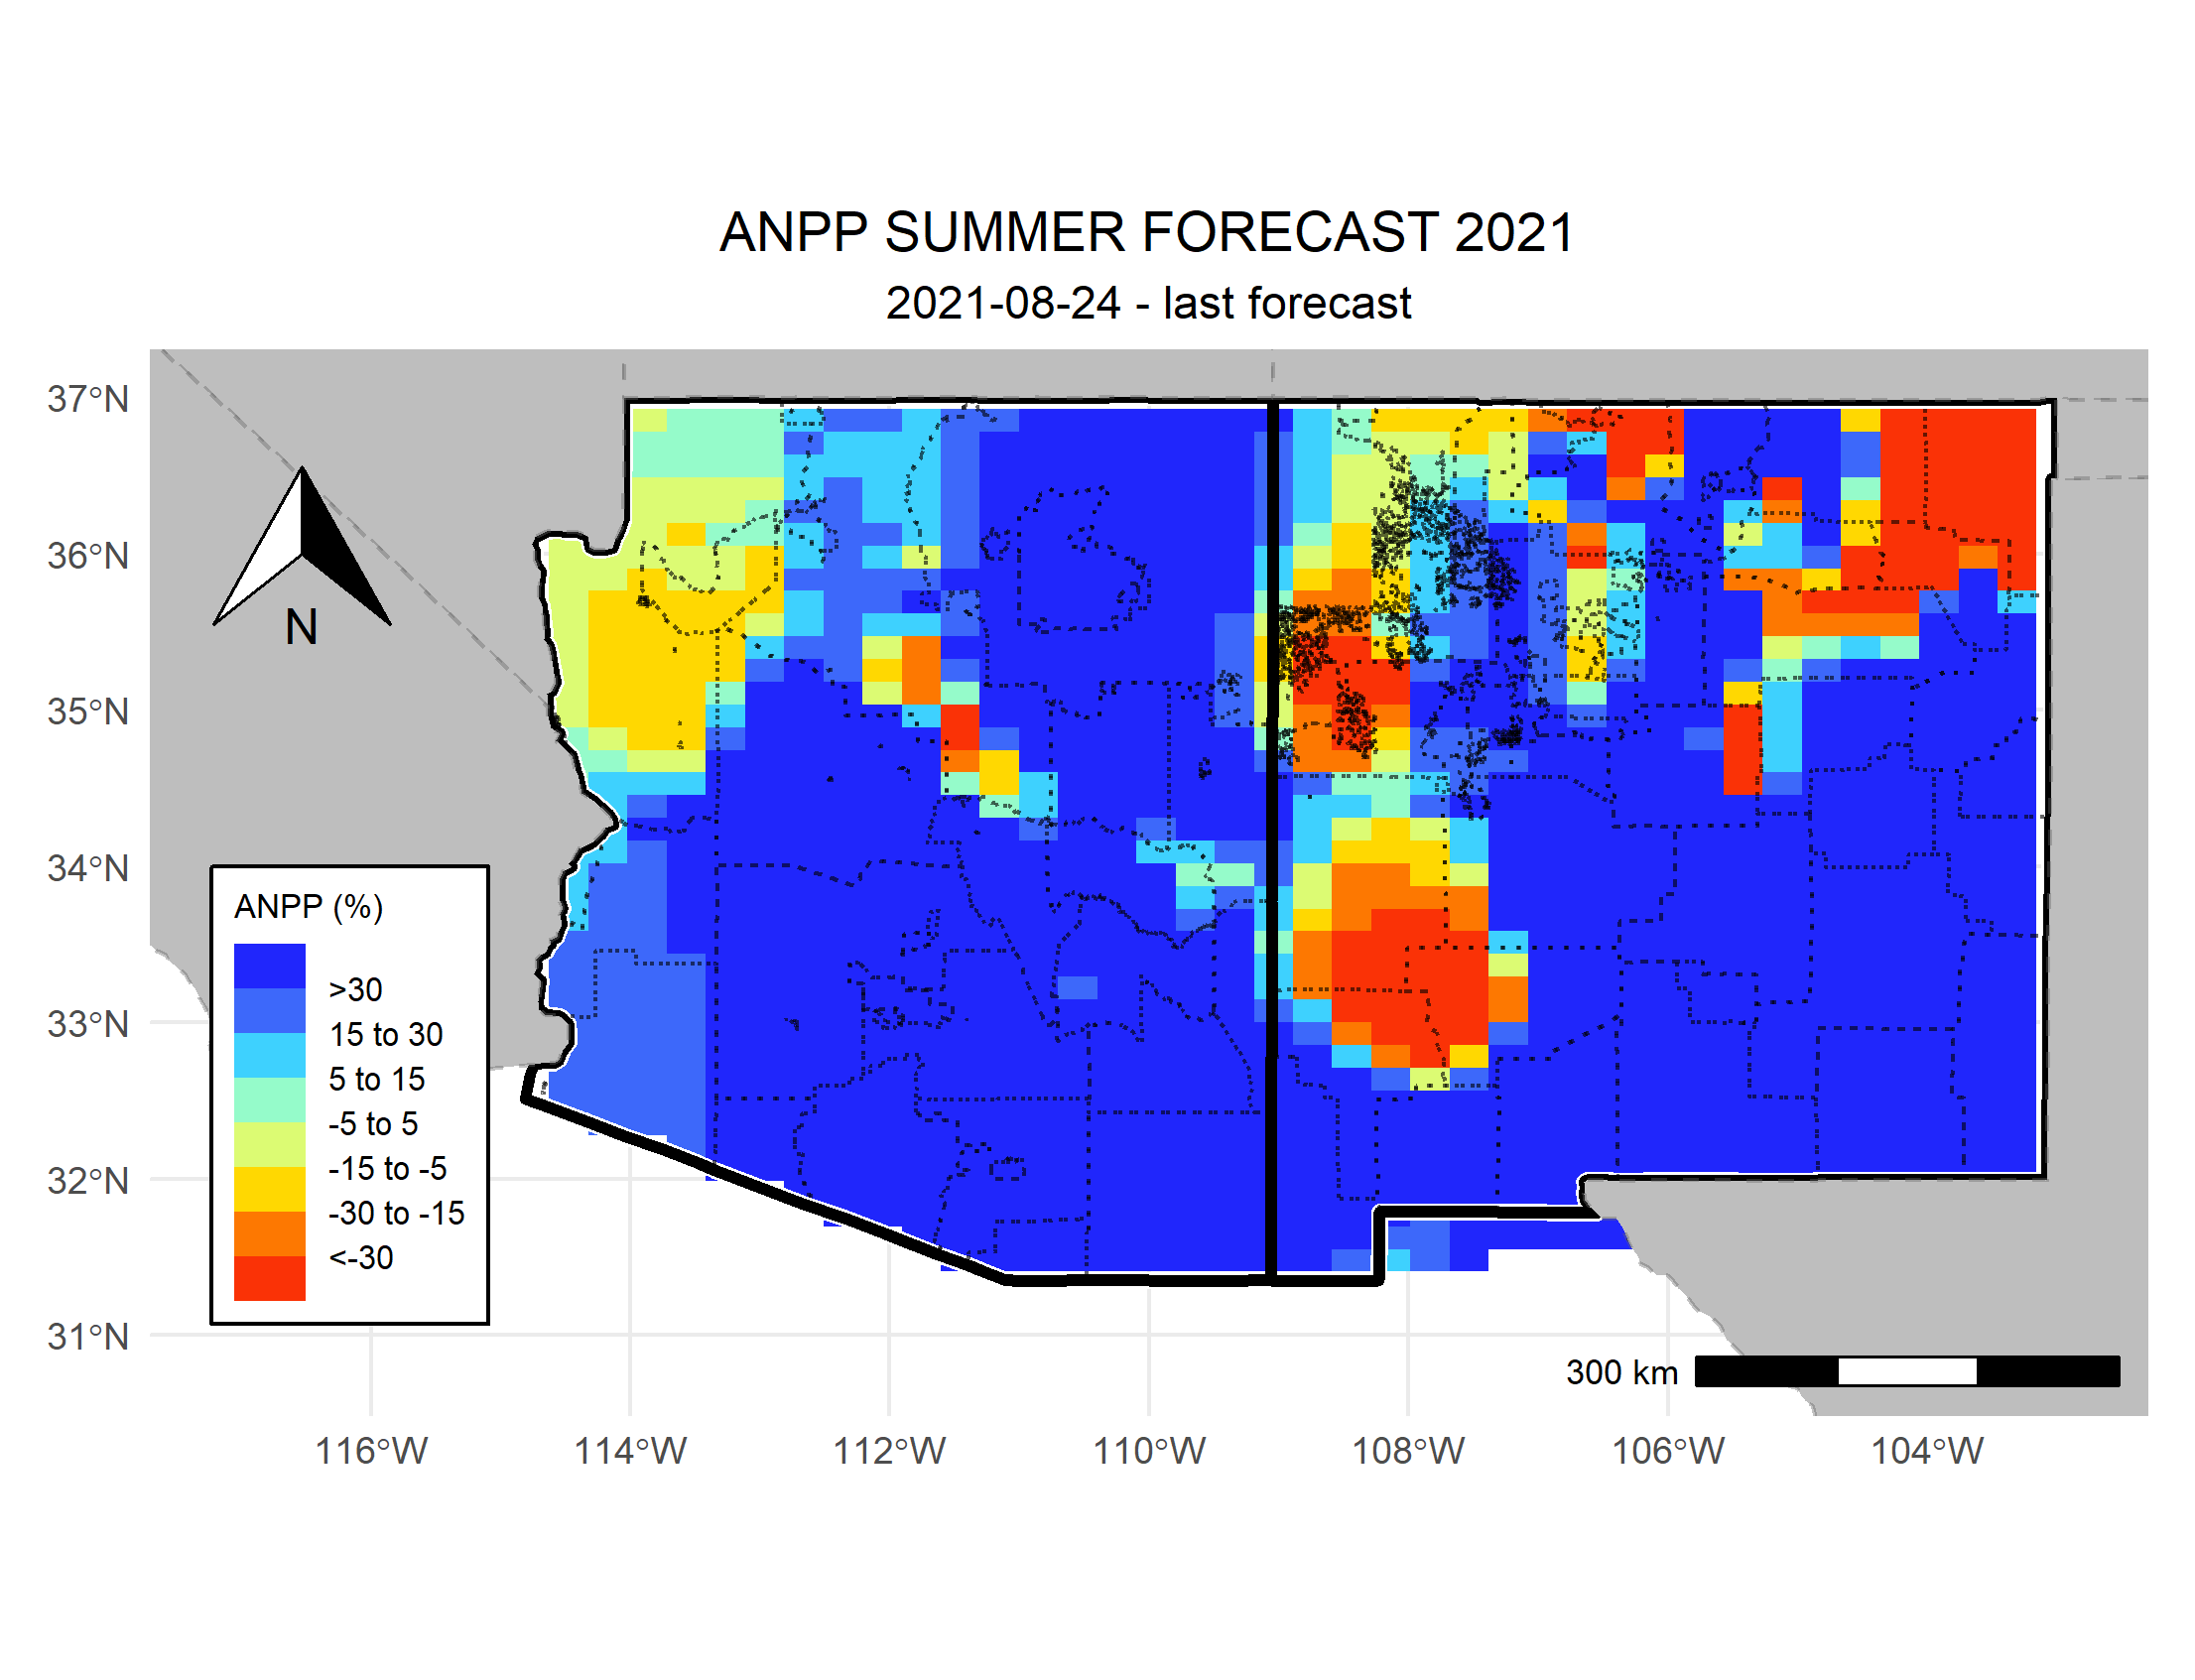 ANPP SUMMER FORECAST 2021
2021-08-24 - last forecast
37°N
36°N
35°N
34°N
33°N
32°N
31°N
N
ANPP (%)
>30
15 to 30
5 to 15
-5 to 5
-15 to -5
-30 to -15
<-30
300 km
116°W
114°W
112°W
110°W
108°W
106°W
104°W